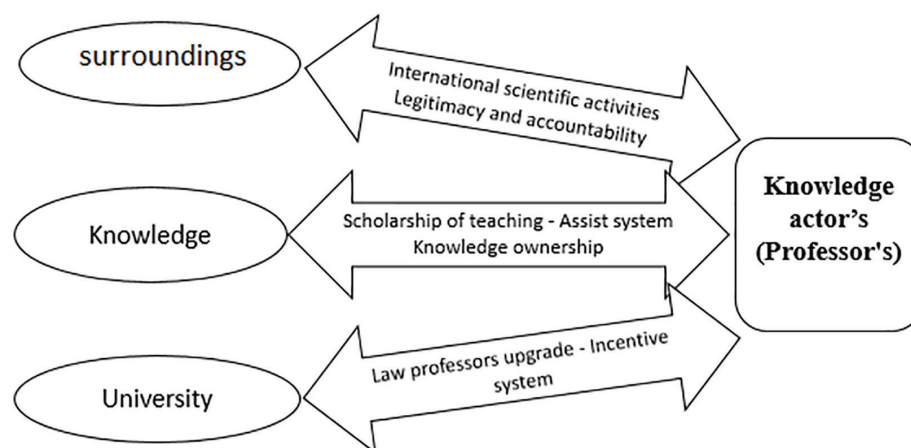 surroundings
International scientific activities
Legitimacy and accountability
Knowledge
Scholarship of teaching - Assist system
Knowledge ownership
University
Law professors upgrade - Incentive
system
Knowledge
actor’s
(Professor's)